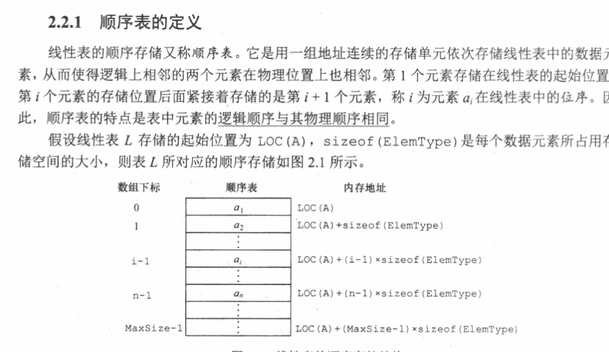 2.2.1 顺序表的定义
线性表的顺序存储又称顺序表。它是用一组地址连续的存储单元依次存储线性表中的数据元
素,从而使得逻辑上相邻的两个元素在物理位置上也相邻。第 1 个元素存储在线性表的起始位置
第 i 个元素的存储位置后面紧接着存储的是第 i + 1 个元素,称 i 为元素 aᵢ 在线性表中的位序。因
此,顺序表的特点是表中元素的逻辑顺序与其物理顺序相同。
假设线性表 L 存储的起始位置为 LOC(A),sizeof(ElemType)是每个数据元素所占用存
储空间的大小,则表 L 所对应的顺序存储如图 2.1 所示。
数组下标 顺序表 内存地址
0 a₁ LOC(A)
1 a₂ LOC(A)+sizeof(ElemType)
⋮
i-1 aᵢ LOC(A)+(i-1)×sizeof(ElemType)
⋮
n-1 aₙ LOC(A)+(n-1)×sizeof(ElemType)
⋮
MaxSize-1 LOC(A)+(MaxSize-1)×sizeof(ElemType)